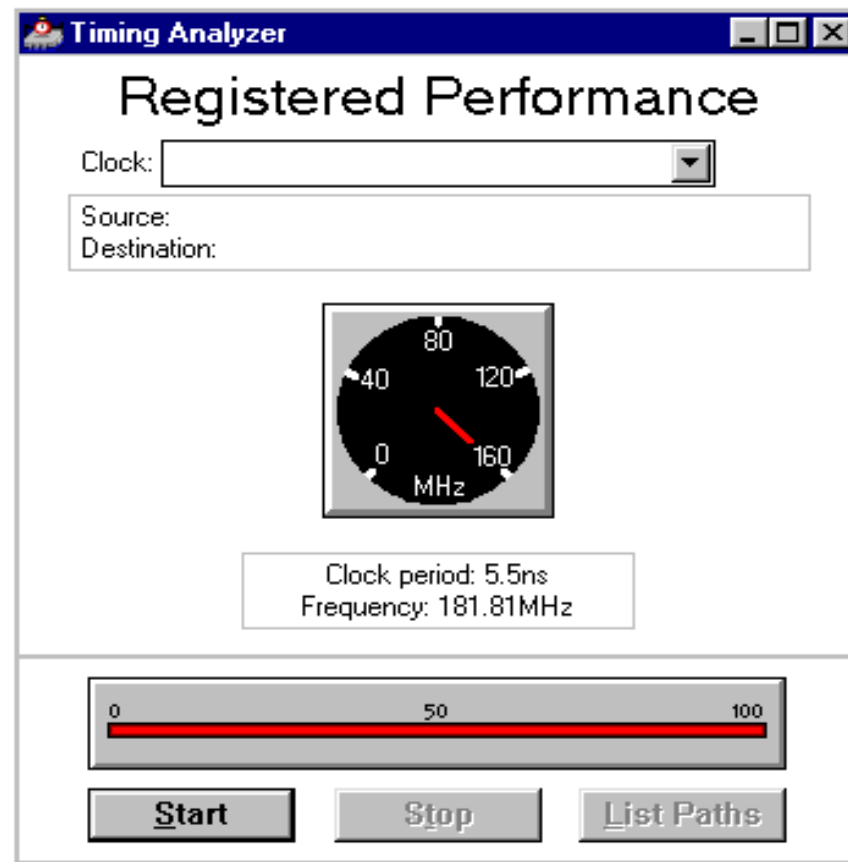 Timing Analyzer
Registered Performance
Clock:
Source:
Destination:
80
40 120
0 160
MHz
Clock period: 5.5ns
Frequency: 181.81MHz
0 50 100
Start Stop List Paths